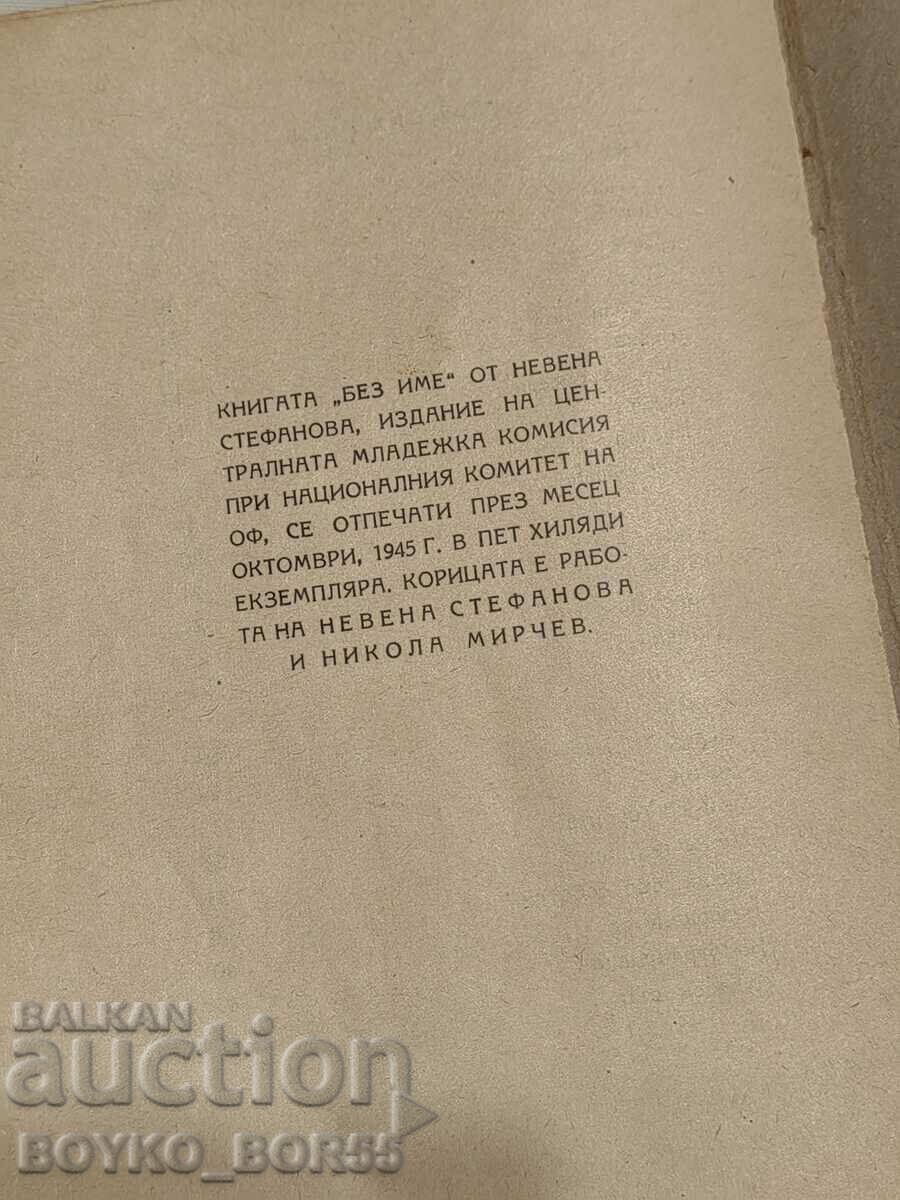 КНИГАТА „БЕЗ ИМЕ“ ОТ НЕВЕНА
СТЕФАНОВА, ИЗДАНИЕ НА ЦЕН-
ТРАЛНАТА МЛАДЕЖКА КОМИСИЯ
ПРИ НАЦИОНАЛНИЯ КОМИТЕТ НА
ОФ, СЕ ОТПЕЧАТИ ПРЕЗ МЕСЕЦ
ОКТОМВРИ, 1945 Г. В ПЕТ ХИЛЯДИ
ЕКЗЕМПЛЯРА. КОРИЦАТА Е РАБО-
ТА НА НЕВЕНА СТЕФАНОВА
И НИКОЛА МИРЧЕВ.
BALKAN
auction
BOYKO_BOR55